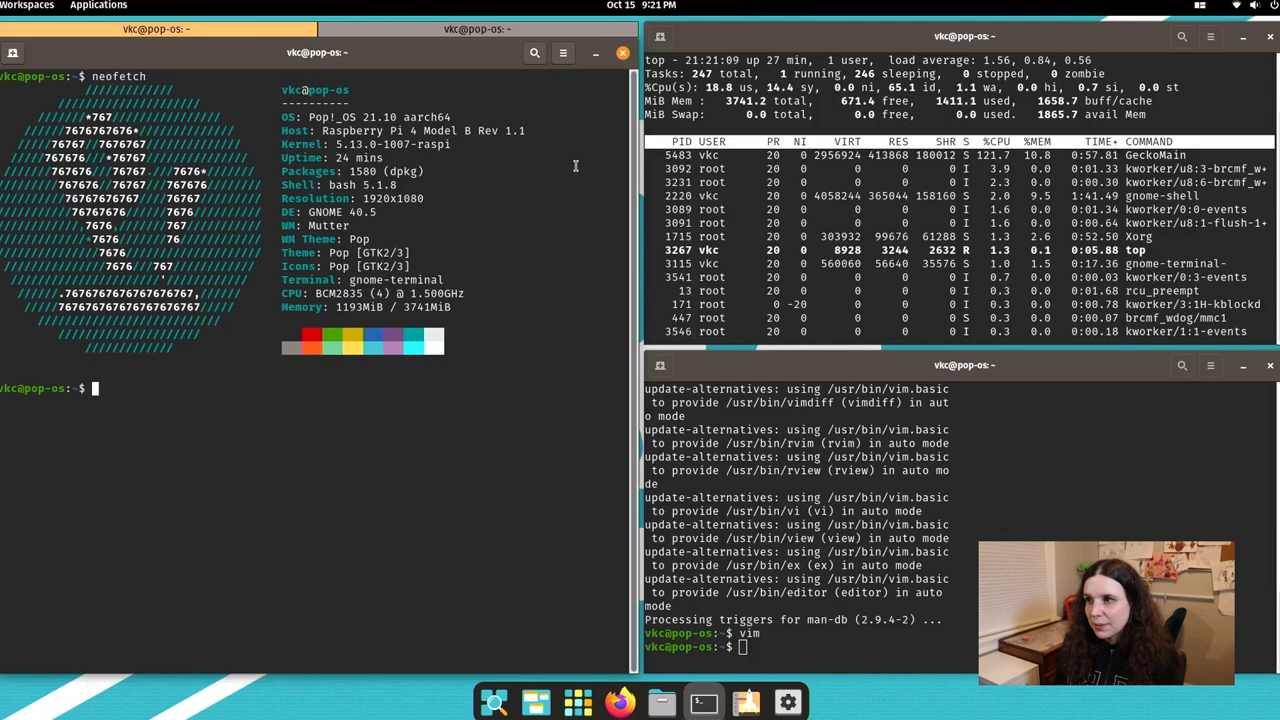 Workspaces Applications Oct 15 9:21 PM
vkc@pop-os: ~ vkc@pop-os: ~
vkc@pop-os: ~
vkc@pop-os:~$ neofetch
/////////////
/////////////////////
///////*767////////////////
//////7676767676*//////////////
/////76767//7676767//////////////
/////767676///*76767///////////////
///////767676///76767.///7676*///////
/////////767676//76767///767676////////
//////////76767676767////76767/////////
///////////76767676//////7676//////////
////////////,7676,///////767///////////
/////////////*7676///////76////////////
///////////////7676////////////////////
///////////////7676///767////////////
//////////////////////'////////////
//////.7676767676767676767,//////
/////767676767676767676767/////
///////////////////////////
/////////////////////
/////////////
vkc@pop-os
----------
OS: Pop!_OS 21.10 aarch64
Host: Raspberry Pi 4 Model B Rev 1.1
Kernel: 5.13.0-1007-raspi
Uptime: 24 mins
Packages: 1580 (dpkg)
Shell: bash 5.1.8
Resolution: 1920x1080
DE: GNOME 40.5
WM: Mutter
WM Theme: Pop
Theme: Pop [GTK2/3]
Icons: Pop [GTK2/3]
Terminal: gnome-terminal
CPU: BCM2835 (4) @ 1.500GHz
Memory: 1193MiB / 3741MiB
vkc@pop-os:~$
vkc@pop-os: ~
top - 21:21:09 up 27 min, 1 user, load average: 1.56, 0.84, 0.56
Tasks: 247 total, 1 running, 246 sleeping, 0 stopped, 0 zombie
%Cpu(s): 18.8 us, 14.4 sy, 0.0 ni, 65.1 id, 1.1 wa, 0.0 hi, 0.7 si, 0.0 st
MiB Mem : 3741.2 total, 671.4 free, 1411.1 used, 1658.7 buff/cache
MiB Swap: 0.0 total, 0.0 free, 0.0 used. 1865.7 avail Mem
PID USER PR NI VIRT RES SHR S %CPU %MEM TIME+ COMMAND
5483 vkc 20 0 2956924 413868 180012 S 121.7 10.8 0:57.81 GeckoMain
3092 root 20 0 0 0 0 I 3.9 0.0 0:01.33 kworker/u8:3-brcmf_w+
3231 root 20 0 0 0 0 I 2.3 0.0 0:00.30 kworker/u8:6-brcmf_w+
2220 vkc 20 0 4058244 365044 158160 S 2.0 9.5 1:41.49 gnome-shell
3089 root 20 0 0 0 0 I 1.6 0.0 0:01.34 kworker/0:0-events
3091 root 20 0 0 0 0 I 1.6 0.0 0:00.64 kworker/u8:1-flush-1+
1715 root 20 0 303932 99676 61288 S 1.3 2.6 0:52.50 Xorg
3267 vkc 20 0 8928 3244 2632 R 1.3 0.1 0:05.88 top
3115 vkc 20 0 560060 56640 35576 S 1.0 1.5 0:17.36 gnome-terminal-
3541 root 20 0 0 0 0 I 0.7 0.0 0:00.03 kworker/0:3-events
13 root 20 0 0 0 0 I 0.3 0.0 0:01.68 rcu_preempt
171 root 0 -20 0 0 0 I 0.3 0.0 0:00.78 kworker/3:1H-kblockd
447 root 20 0 0 0 0 S 0.3 0.0 0:00.07 brcmf_wdog/mmc1
3546 root 20 0 0 0 0 I 0.3 0.0 0:00.18 kworker/1:1-events
vkc@pop-os: ~
update-alternatives: using /usr/bin/vim.basic
to provide /usr/bin/vimdiff (vimdiff) in aut
o mode
update-alternatives: using /usr/bin/vim.basic
to provide /usr/bin/rvim (rvim) in auto mode
update-alternatives: using /usr/bin/vim.basic
to provide /usr/bin/rview (rview) in auto mo
de
update-alternatives: using /usr/bin/vim.basic
to provide /usr/bin/vi (vi) in auto mode
update-alternatives: using /usr/bin/vim.basic
to provide /usr/bin/view (view) in auto mode
update-alternatives: using /usr/bin/vim.basic
to provide /usr/bin/ex (ex) in auto mode
update-alternatives: using /usr/bin/vim.basic
to provide /usr/bin/editor (editor) in auto
mode
Processing triggers for man-db (2.9.4-2) ...
vkc@pop-os:~$ vim
vkc@pop-os:~$